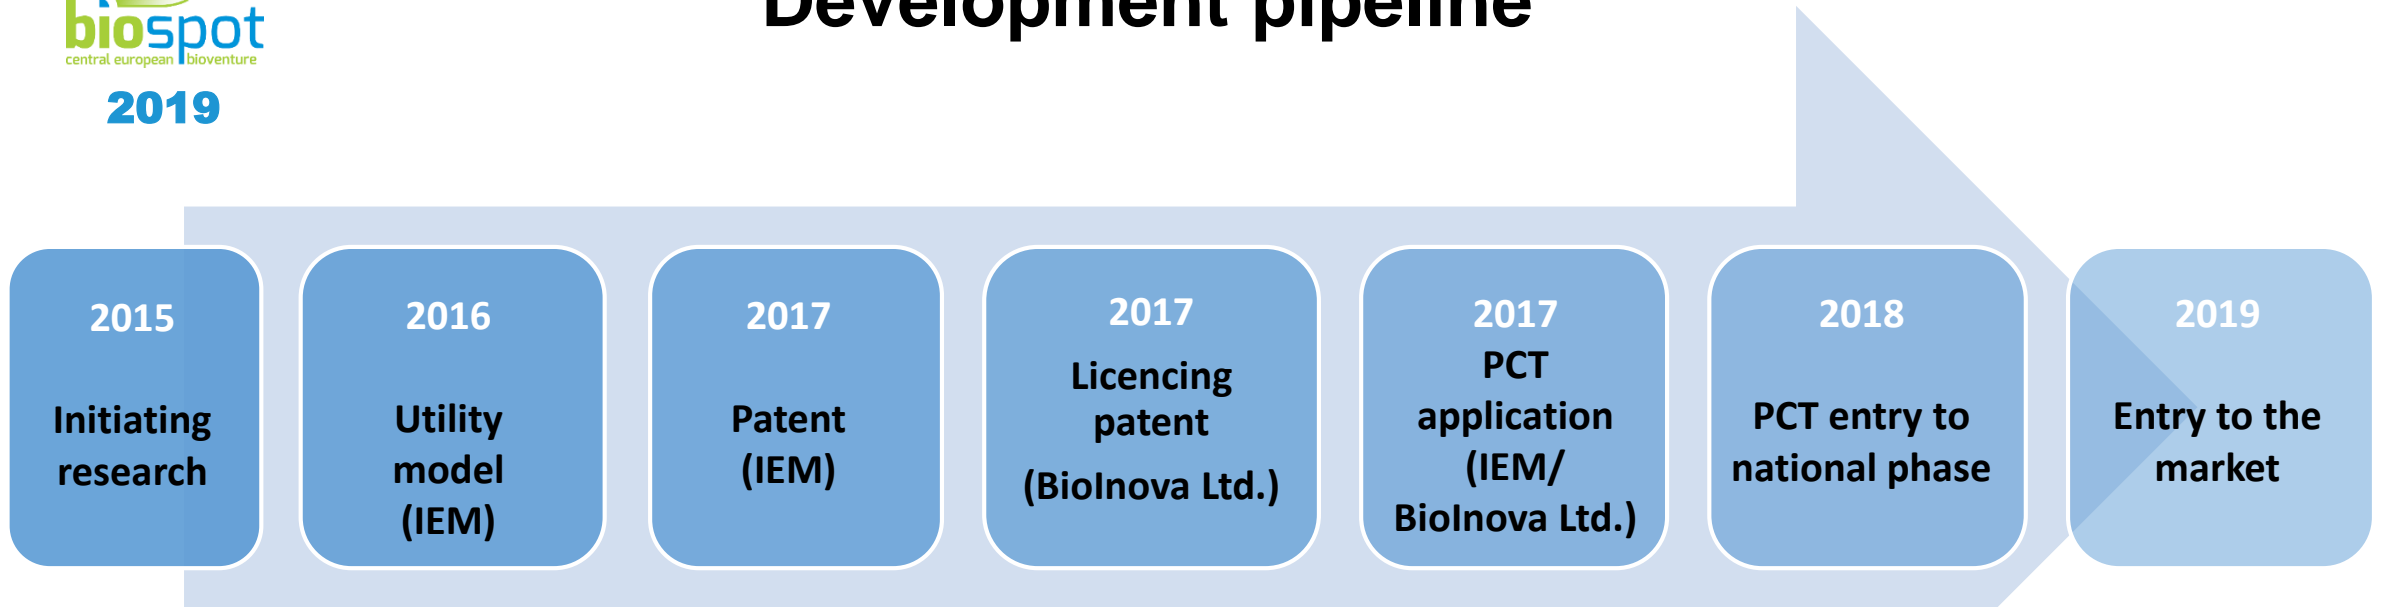 Development pipeline
biospot
central european bioventure
2019
2015
Initiating
research
2016
Utility
model
(IEM)
2017
Patent
(IEM)
2017
Licencing
patent
(BioInova Ltd.)
2017
PCT
application
(IEM/
BioInova Ltd.)
2018
PCT entry to
national phase
2019
Entry to the
market